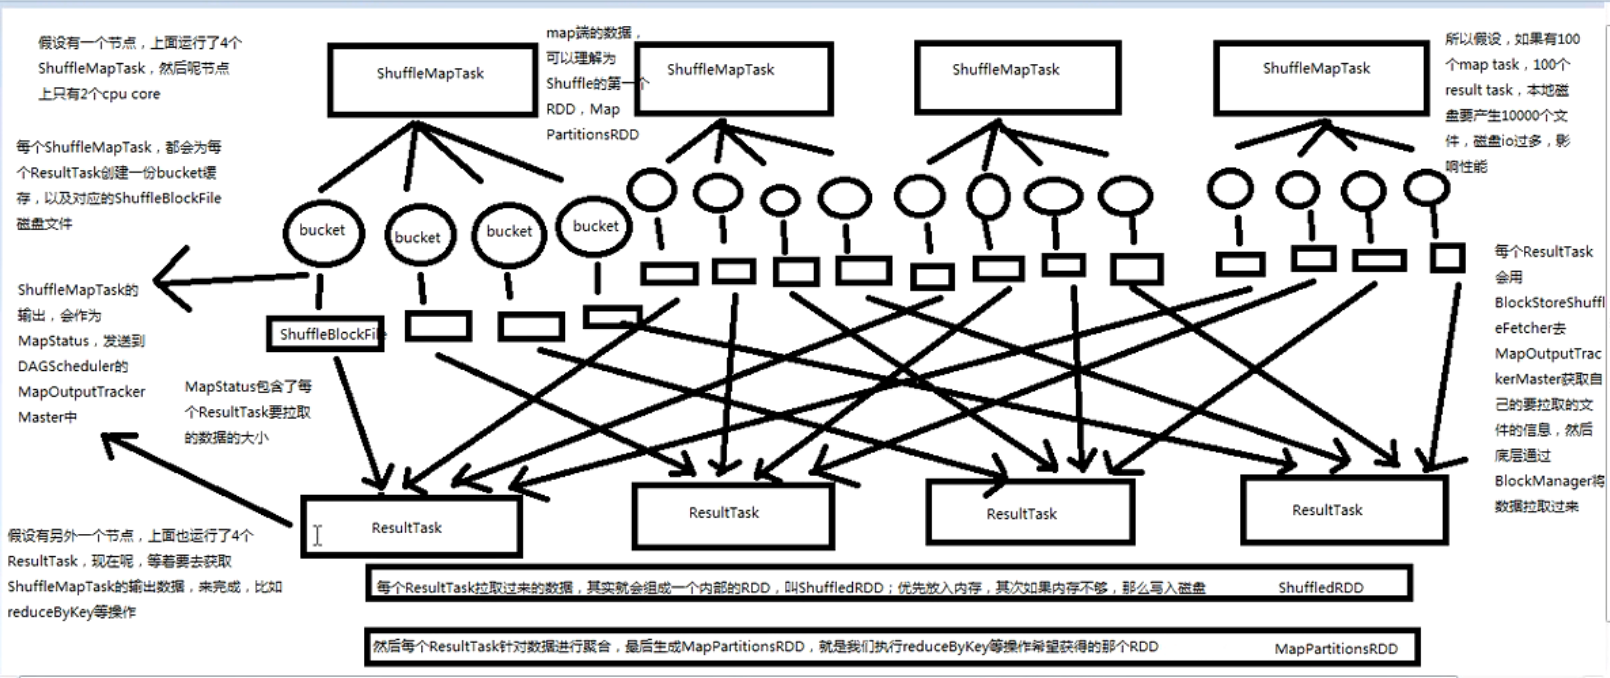 假设有一个节点，上面运行了4个
ShuffleMapTask，然后呢节点
上只有2个cpu core
ShuffleMapTask
map端的数据，
可以理解为
Shuffle的第一个
RDD，Map
PartitionsRDD
ShuffleMapTask
ShuffleMapTask
ShuffleMapTask
所以假设，如果有100
个map task，100个
result task，本地磁
盘要产生10000个文
件，磁盘io过多，影
响性能
每个ShuffleMapTask，都会为每
个ResultTask创建一份bucket缓
存，以及对应的ShuffleBlockFile
磁盘文件
bucket
bucket
bucket
bucket
ShuffleMapTask的
输出，会作为
MapStatus，发送到
DAGScheduler的
MapOutputTracker
Master中
ShuffleBlockFile
MapStatus包含了每
个ResultTask要拉取
的数据的大小
每个ResultTask
会用
BlockStoreShuffl
eFetcher去
MapOutputTrac
kerMaster获取自
己的要拉取的文
件的信息，然后
底层通过
BlockManager将
数据拉取过来
ResultTask
ResultTask
ResultTask
ResultTask
假设有另外一个节点，上面也运行了4个
ResultTask，现在呢，等着要去获取
ShuffleMapTask的输出数据，来完成，比如
reduceByKey等操作
每个ResultTask拉取过来的数据，其实就会组成一个内部的RDD，叫ShuffledRDD；优先放入内存，其次如果内存不够，那么写入磁盘
ShuffledRDD
然后每个ResultTask针对数据进行聚合，最后生成MapPartitionsRDD，就是我们执行reduceByKey等操作希望获得的那个RDD
MapPartitionsRDD